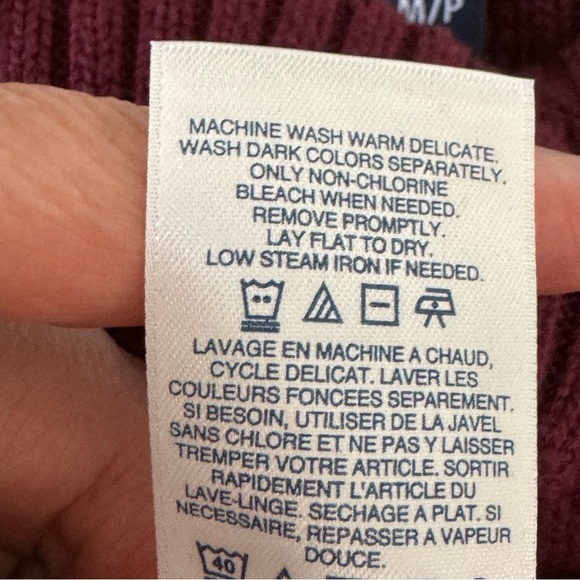 M/P
MACHINE WASH WARM DELICATE.
WASH DARK COLORS SEPARATELY.
ONLY NON-CHLORINE
BLEACH WHEN NEEDED.
REMOVE PROMPTLY.
LAY FLAT TO DRY.
LOW STEAM IRON IF NEEDED.
LAVAGE EN MACHINE A CHAUD,
CYCLE DELICAT. LAVER LES
COULEURS FONCEES SEPAREMENT.
SI BESOIN, UTILISER DE LA JAVEL
SANS CHLORE ET NE PAS Y LAISSER
TREMPER VOTRE ARTICLE. SORTIR
RAPIDEMENT L'ARTICLE DU
LAVE-LINGE. SECHAGE A PLAT. SI
NECESSAIRE, REPASSER A VAPEUR
DOUCE.
40